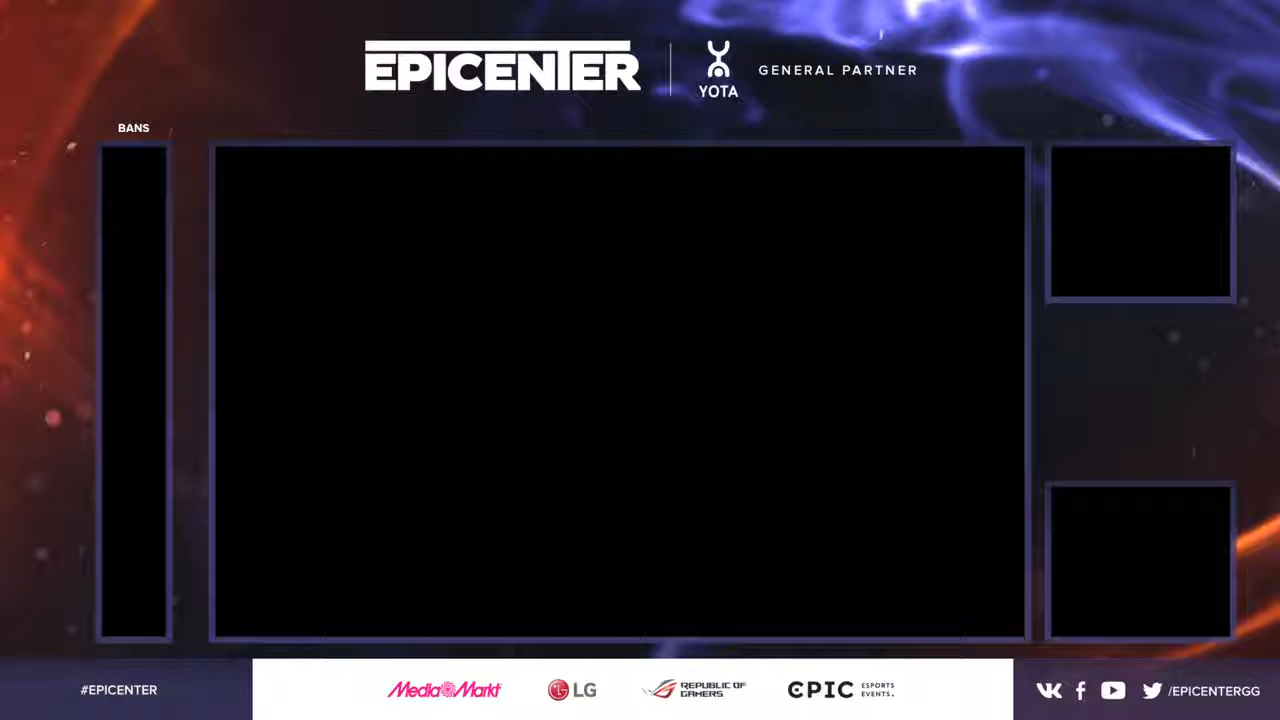 EPICENTER
YOTA
GENERAL PARTNER
BANS
#EPICENTER
MediaMarkt
LG
REPUBLIC OF
GAMERS
EPIC
ESPORTS
EVENTS.
/EPICENTERGG